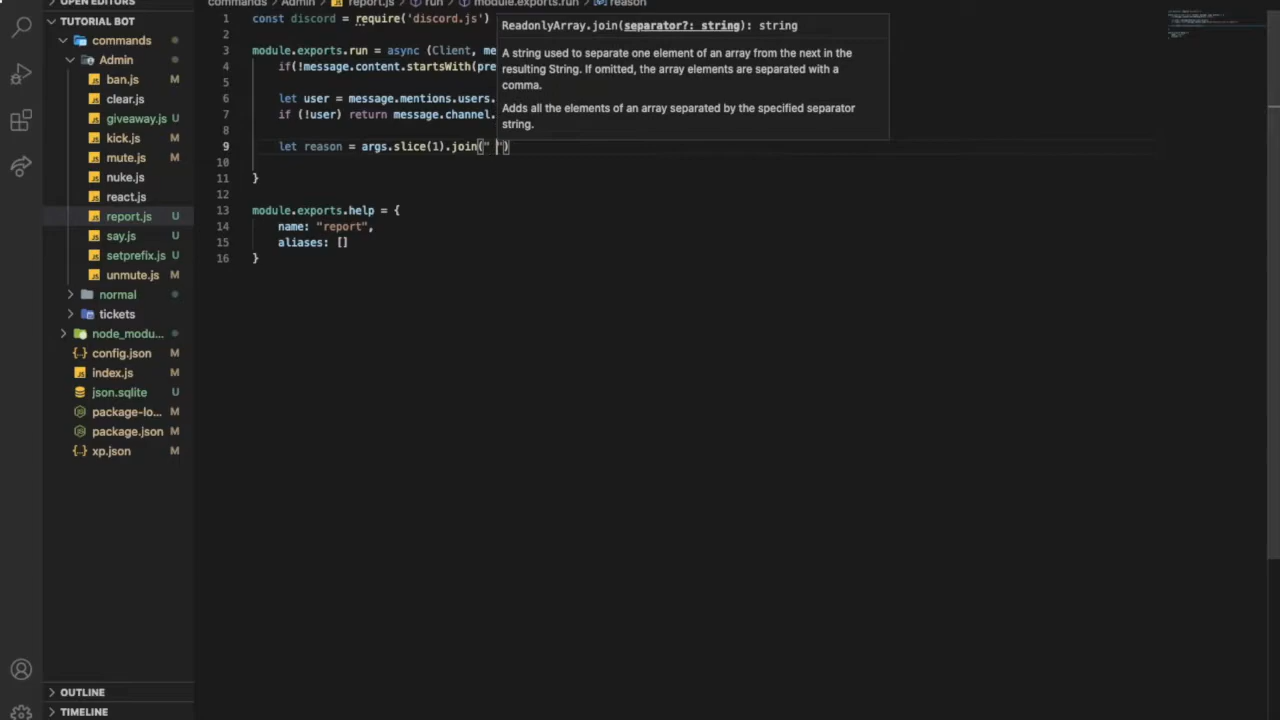 OPEN EDITORS
commands > Admin > report.js > run > module.exports.run > reason
TUTORIAL BOT
commands
Admin
ban.js M
clear.js
giveaway.js U
kick.js M
mute.js M
nuke.js
react.js
report.js U
say.js U
setprefix.js U
unmute.js M
normal
tickets
node_modu...
config.json M
index.js M
json.sqlite U
package-lo... M
package.json M
xp.json M
OUTLINE
TIMELINE
1 const discord = require('discord.js')
2
3 module.exports.run = async (Client, me
4 if(!message.content.startsWith(pre
5
6 let user = message.mentions.users.
7 if (!user) return message.channel.
8
9 let reason = args.slice(1).join(" ")
10
11 }
12
13 module.exports.help = {
14 name: "report",
15 aliases: []
16 }
ReadonlyArray.join(separator?: string): string
A string used to separate one element of an array from the next in the
resulting String. If omitted, the array elements are separated with a
comma.
Adds all the elements of an array separated by the specified separator
string.